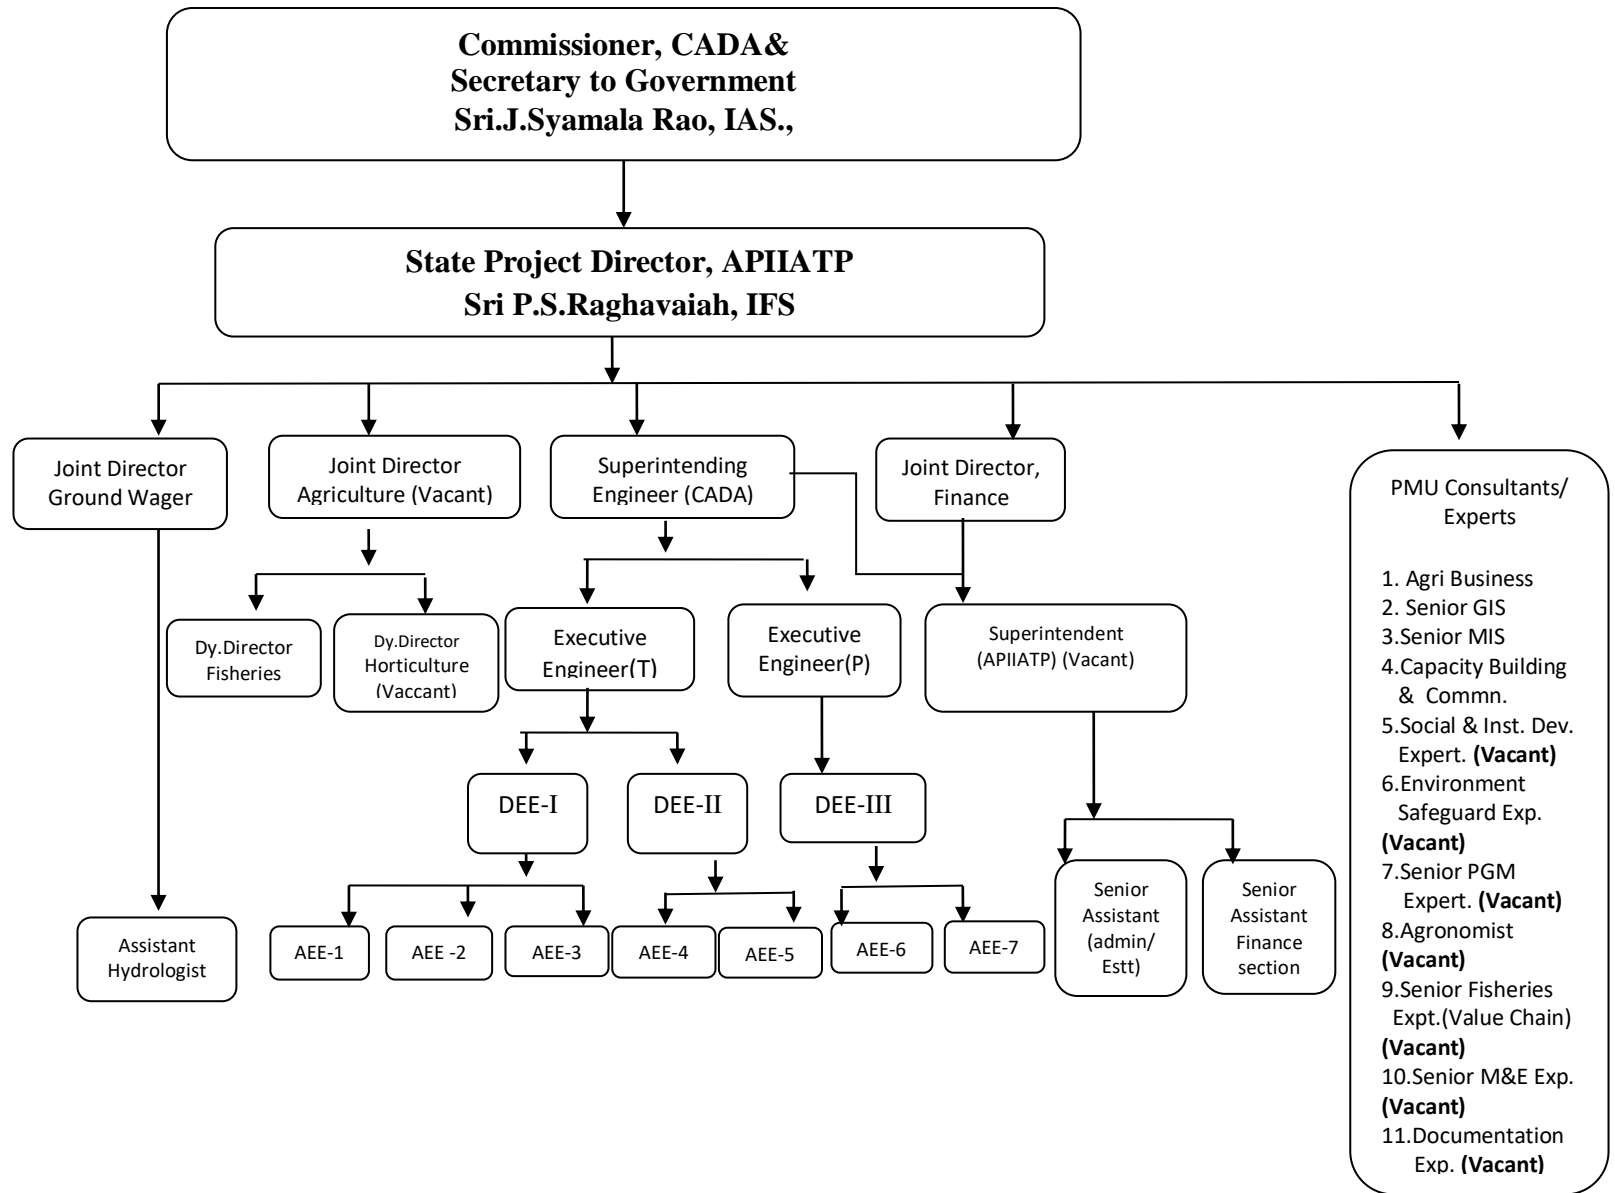 Commissioner, CADA&
Secretary to Government
Sri.J.Syamala Rao, IAS.,
State Project Director, APIIATP
Sri P.S.Raghavaiah, IFS
Joint Director
Ground Wager
Joint Director
Agriculture (Vacant)
Superintending
Engineer (CADA)
Joint Director,
Finance
PMU Consultants/
Experts
1. Agri Business
2. Senior GIS
3.Senior MIS
4.Capacity Building
& Commn.
5.Social & Inst. Dev.
Expert. (Vacant)
6.Environment
Safeguard Exp.
(Vacant)
7.Senior PGM
Expert. (Vacant)
8.Agronomist
(Vacant)
9.Senior Fisheries
Expt.(Value Chain)
(Vacant)
10.Senior M&E Exp.
(Vacant)
11.Documentation
Exp. (Vacant)
Dy.Director
Fisheries
Dy.Director
Horticulture
(Vaccant)
Executive
Engineer(T)
Executive
Engineer(P)
Superintendent
(APIIATP) (Vacant)
DEE-I
DEE-II
DEE-III
Assistant
Hydrologist
AEE-1
AEE -2
AEE-3
AEE-4
AEE-5
AEE-6
AEE-7
Senior
Assistant
(admin/
Estt)
Senior
Assistant
Finance
section